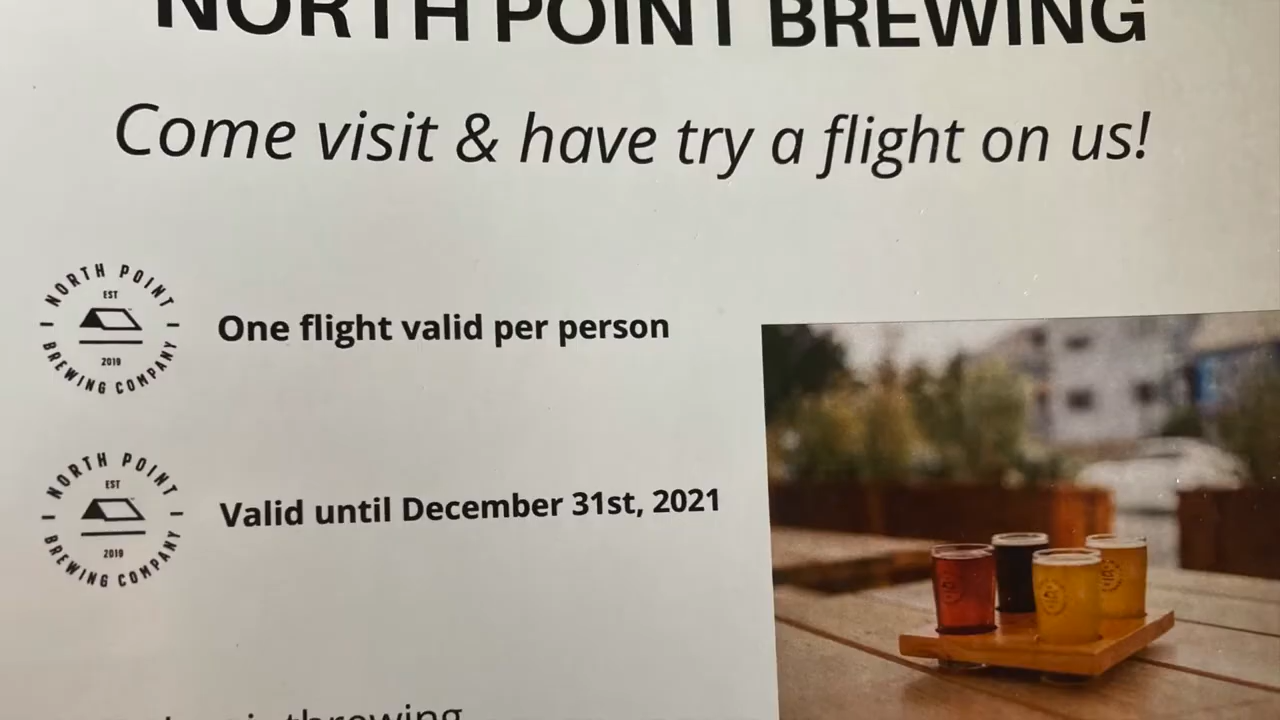 NORTH POINT BREWING
Come visit & have try a flight on us!
NORTH POINT
EST
2019
BREWING COMPANY
One flight valid per person
NORTH POINT
EST
2019
BREWING COMPANY
Valid until December 31st, 2021